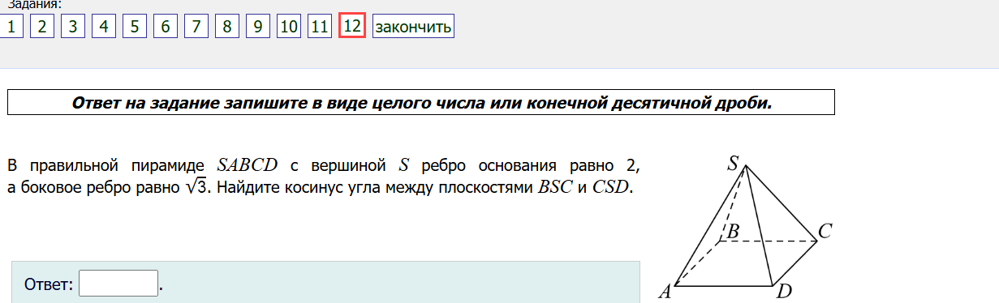 Задания:
1 2 3 4 5 6 7 8 9 10 11 12 закончить
Ответ на задание запишите в виде целого числа или конечной десятичной дроби.
В правильной пирамиде SABCD с вершиной S ребро основания равно 2,
а боковое ребро равно √3. Найдите косинус угла между плоскостями BSC и CSD.
S
B
C
A
D
Ответ: .